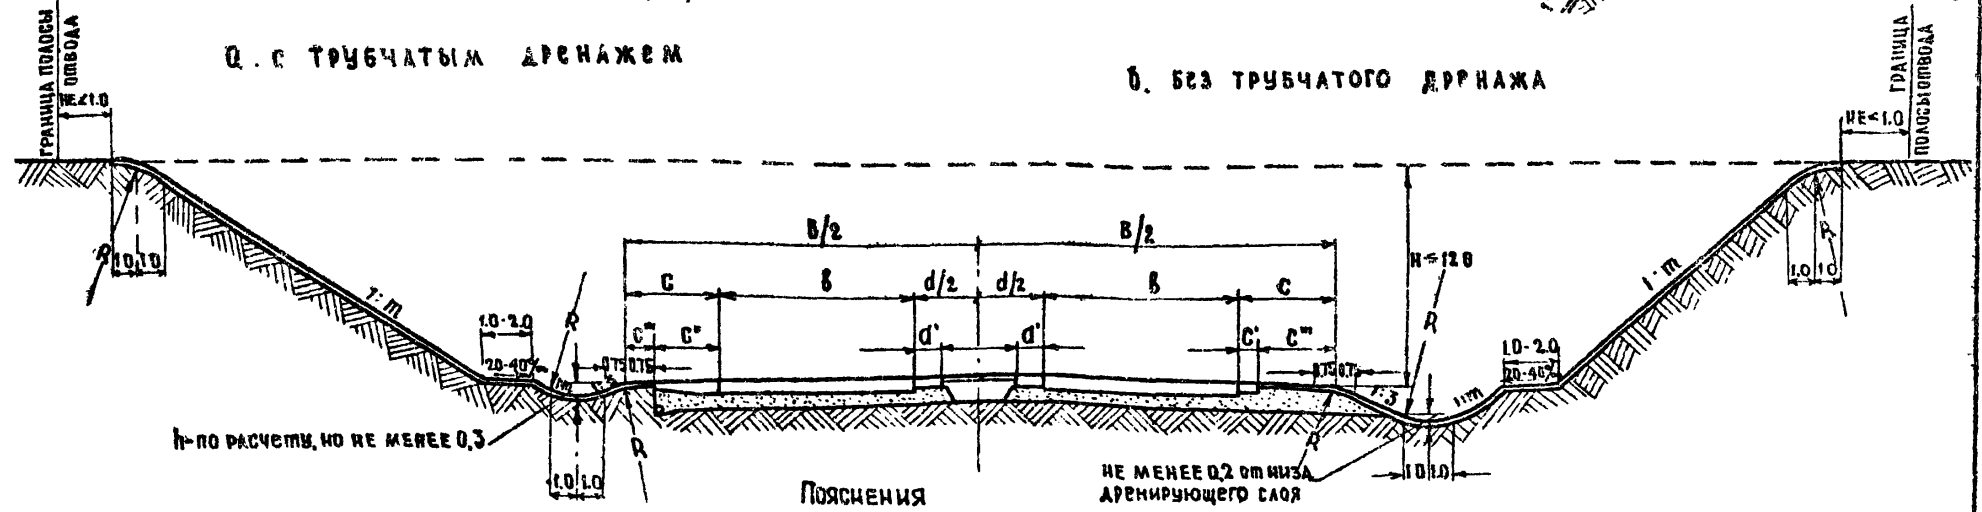 ГРАНИЦА ПОЛОСЫ
ОТВОДА
а. с ТРУБЧАТЫМ ДРЕНАЖЕМ
б. БЕЗ ТРУБЧАТОГО ДРЕНАЖА
ГРАНИЦА
ПОЛОСЫ ОТВОДА
НЕ<1.0
НЕ<1.0
B/2
B/2
H≤12.0
R
1.0 1.0
1:m
C
в
d/2
d/2
в
C
1:m
R
1.0 1.0
1.0-2.0
20-40‰
R
C'''
C''
d'
d'
C'
C'''
R
1.0-2.0
20-40‰
0.75 0.75
0.75 0.75
1:m
1:3
1:m
h-ПО РАСЧЕТУ, НО НЕ МЕНЕЕ 0,3
R
R
1.0 1.0
1.0 1.0
НЕ МЕНЕЕ 0,2 ОТ НИЗА
ДРЕНИРУЮЩЕГО СЛОЯ
ПОЯСНЕНИЯ